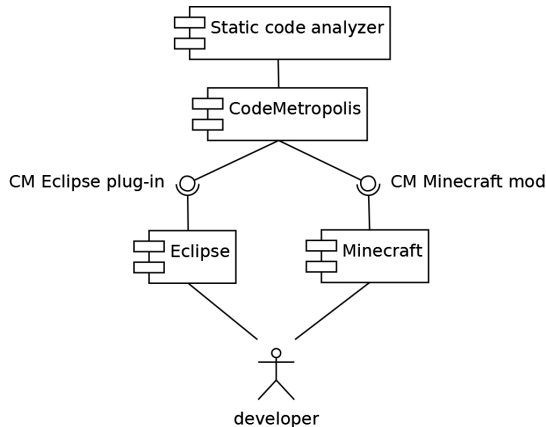 Static code analyzer
CodeMetropolis
CM Eclipse plug-in
CM Minecraft mod
Eclipse
Minecraft
developer